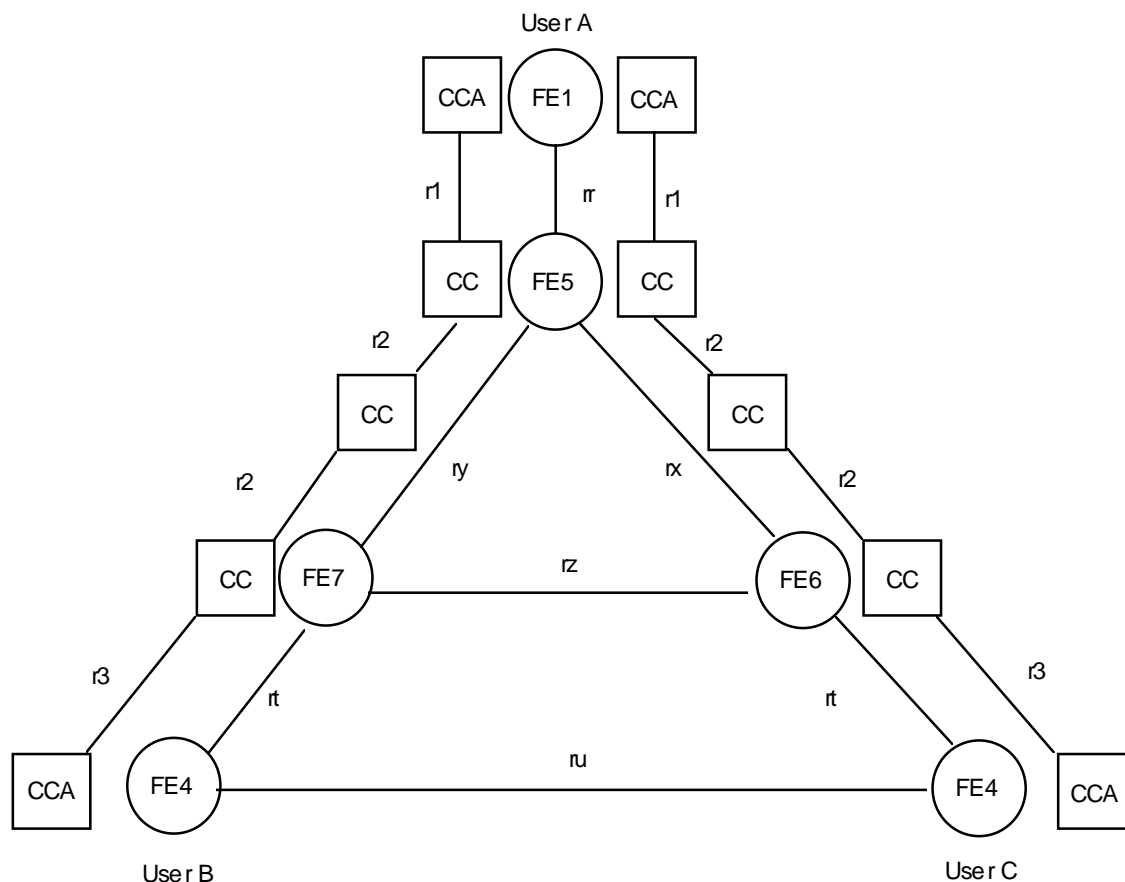 User A
CCA FE1 CCA
r1 rr r1
CC FE5 CC
r2 r2
CC CC
r2 ry rx r2
CC FE7 rz FE6 CC
r3 rt rt r3
CCA FE4 ru FE4 CCA
User B User C